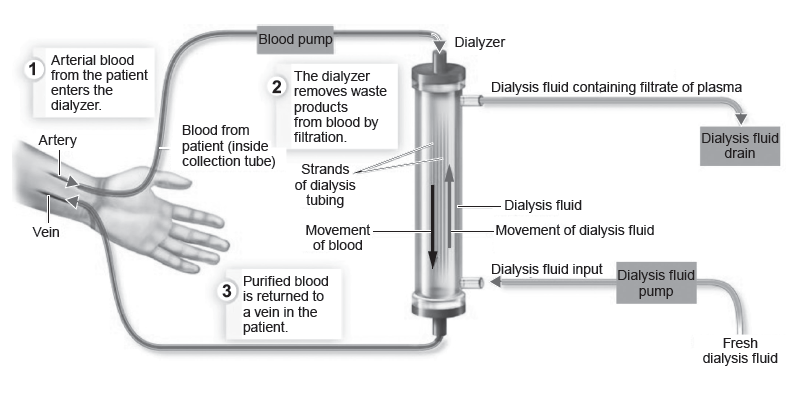 Blood pump
Dialyzer
1
Arterial blood
from the patient
enters the
dialyzer.
2
The dialyzer
removes waste
products
from blood by
filtration.
Dialysis fluid containing filtrate of plasma
Dialysis fluid
drain
Artery
Blood from
patient (inside
collection tube)
Strands
of dialysis
tubing
Dialysis fluid
Vein
Movement
of blood
Movement of dialysis fluid
3
Purified blood
is returned to
a vein in the
patient.
Dialysis fluid input
Dialysis fluid
pump
Fresh
dialysis fluid